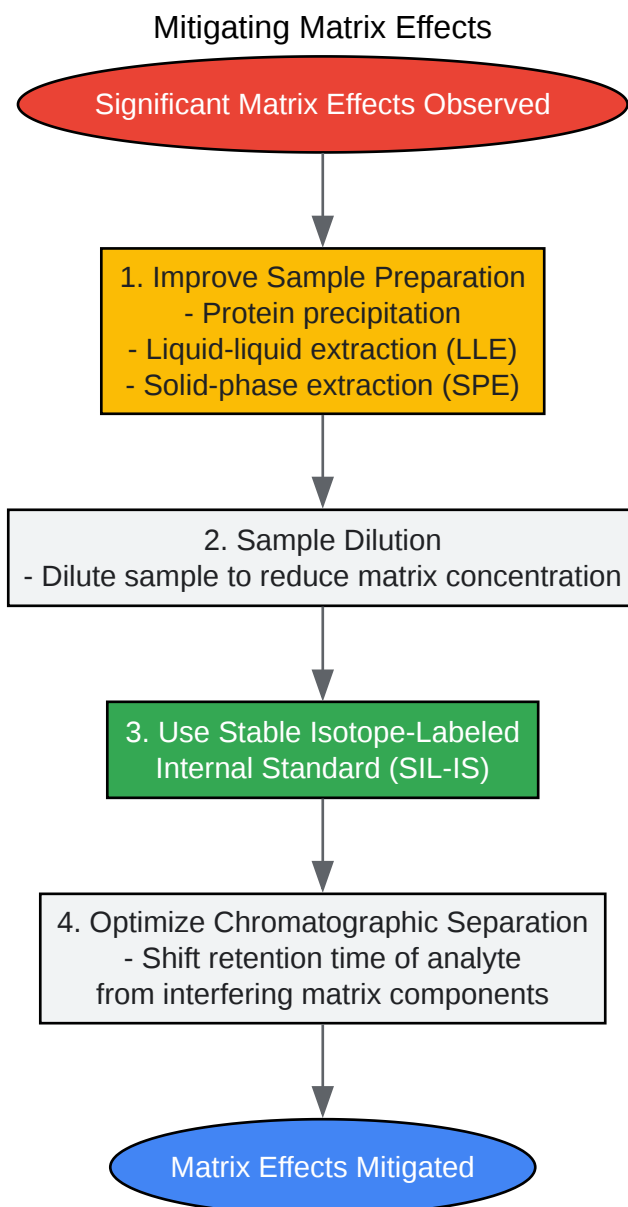 Mitigating Matrix Effects
Significant Matrix Effects Observed
1. Improve Sample Preparation
- Protein precipitation
- Liquid-liquid extraction (LLE)
- Solid-phase extraction (SPE)
2. Sample Dilution
- Dilute sample to reduce matrix concentration
3. Use Stable Isotope-Labeled
Internal Standard (SIL-IS)
4. Optimize Chromatographic Separation
- Shift retention time of analyte
from interfering matrix components
Matrix Effects Mitigated